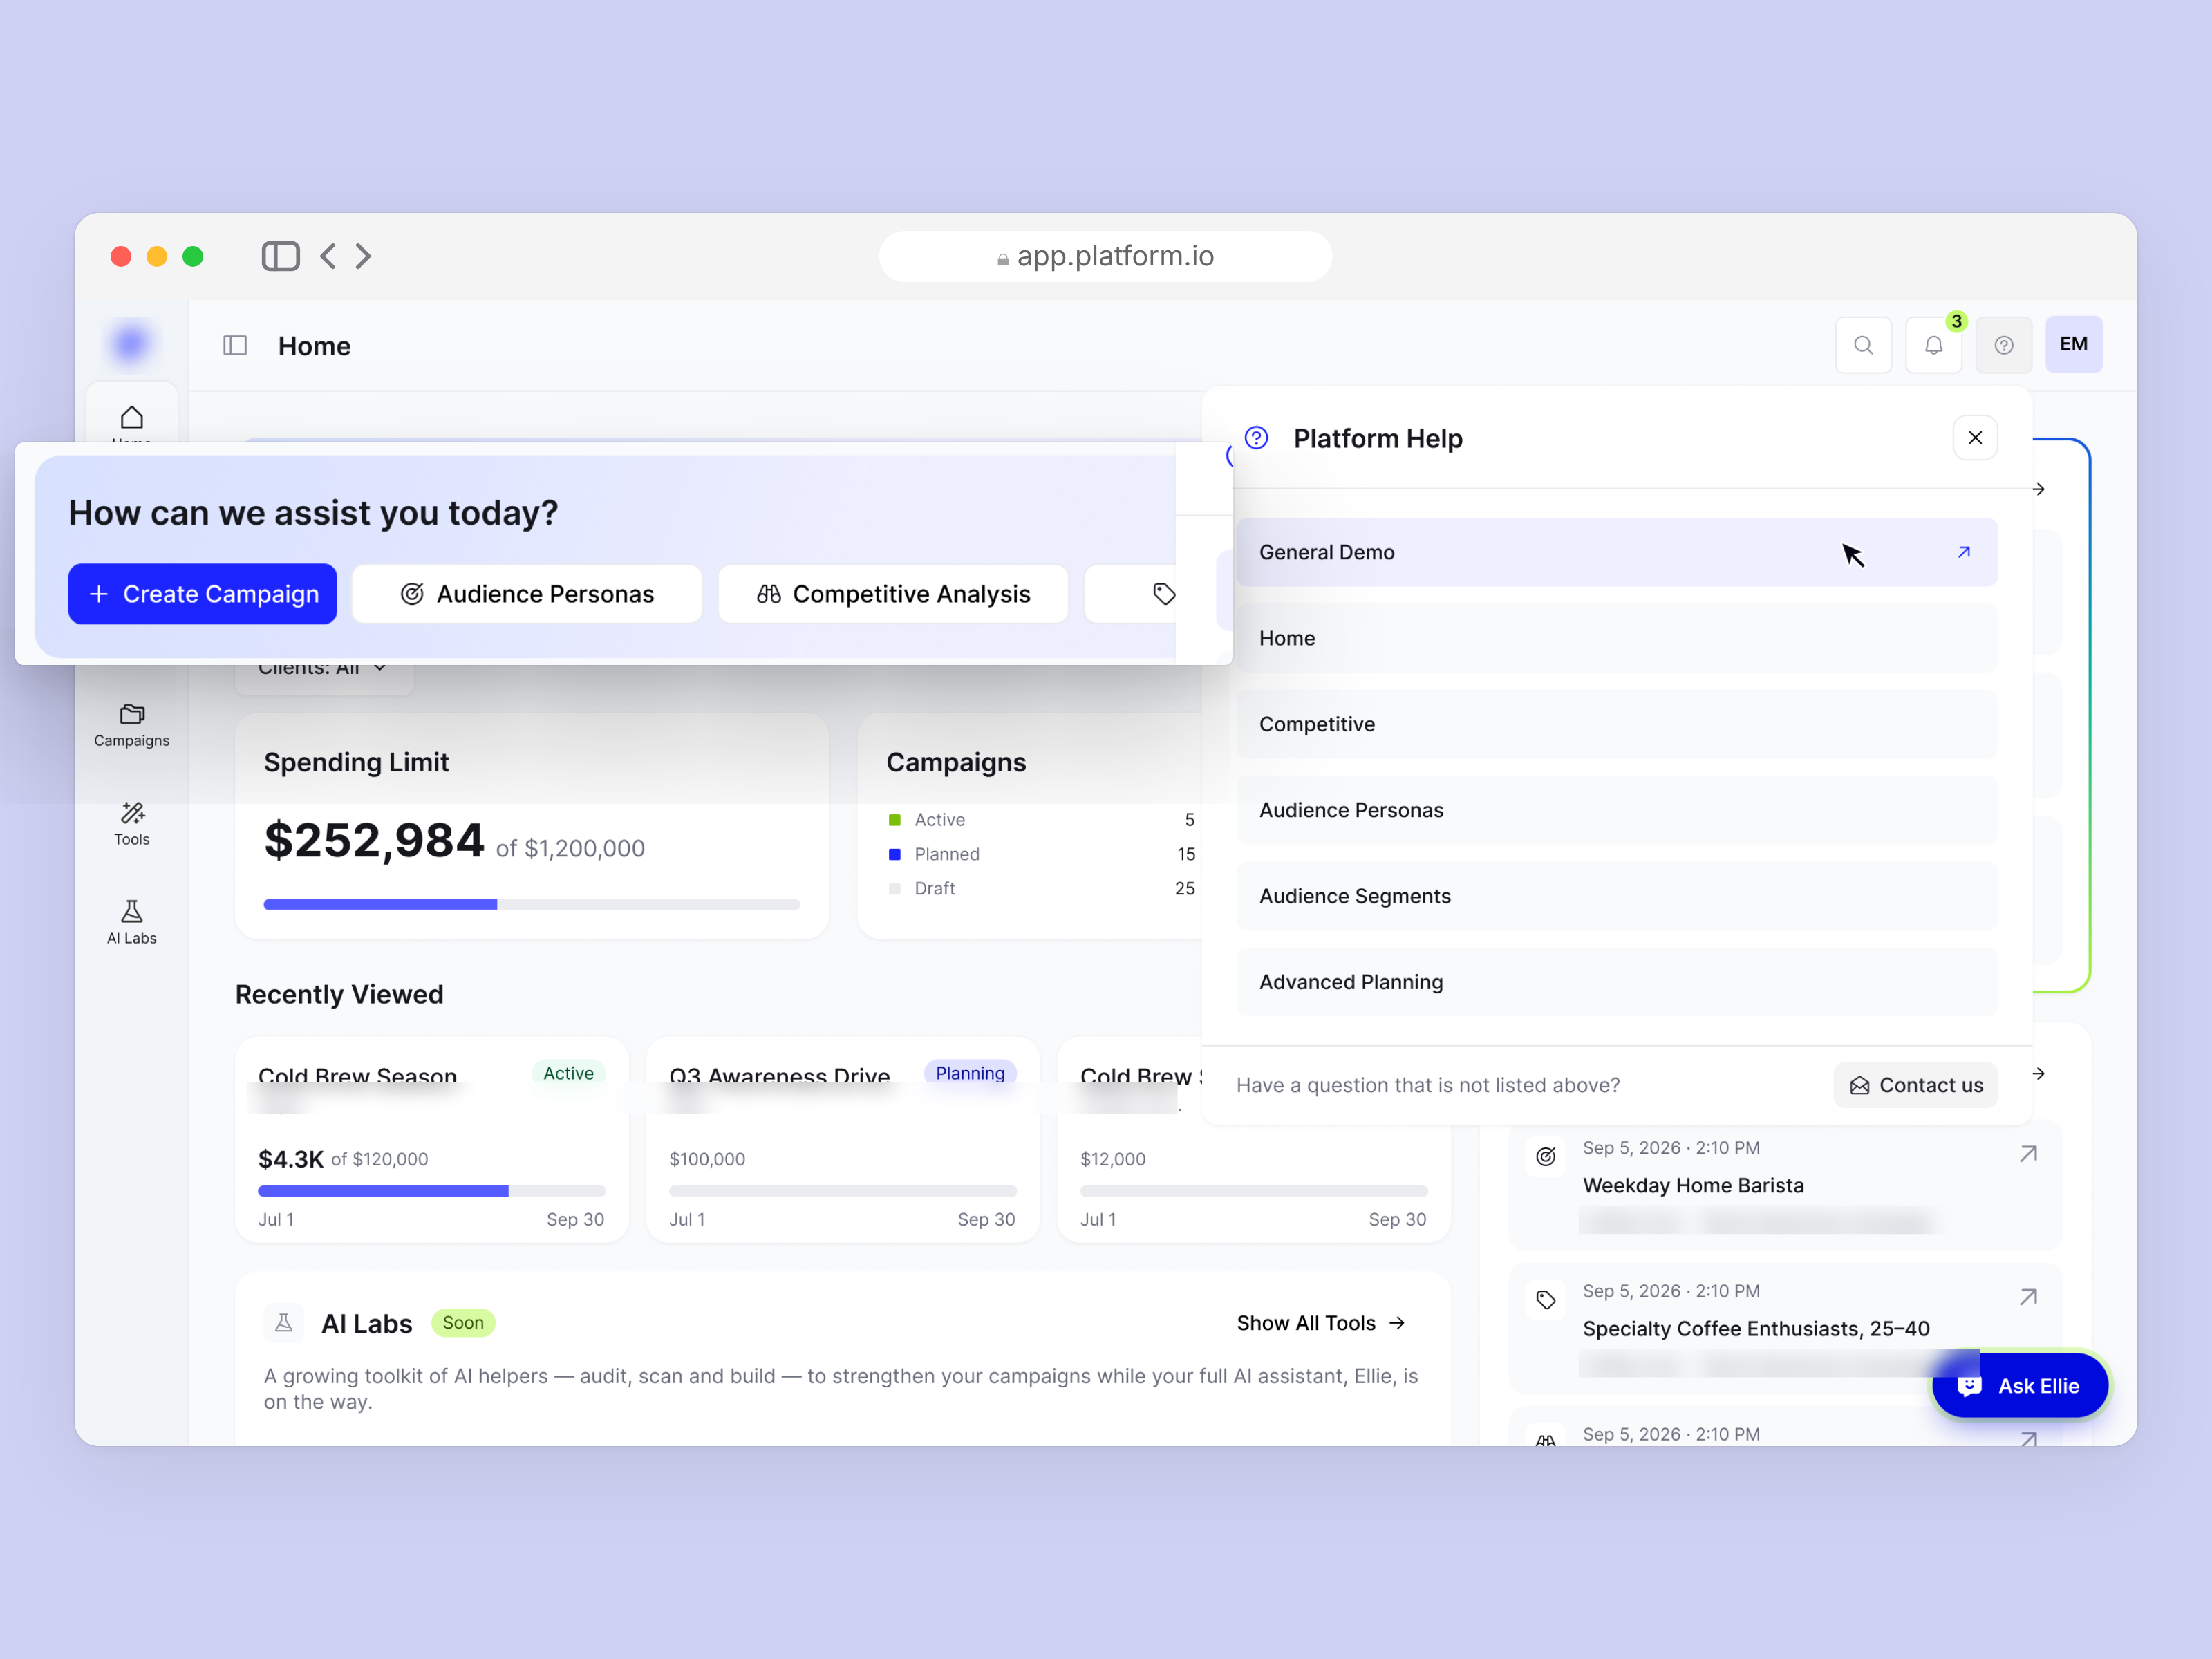 app.platform.io
Home
3
EM
Platform Help
How can we assist you today?
Create Campaign
Audience Personas
Competitive Analysis
General Demo
Home
Competitive
Audience Personas
Audience Segments
Advanced Planning
Have a question that is not listed above?
Contact us
Clients: All
Campaigns
Tools
AI Labs
Spending Limit
$252,984 of $1,200,000
Campaigns
Active 5
Planned 15
Draft 25
Recently Viewed
Cold Brew Season
Active
$4.3K of $120,000
Jul 1
Sep 30
Q3 Awareness Drive
Planning
$100,000
Jul 1
Sep 30
Cold Brew
$12,000
Jul 1
Sep 30
AI Labs
Soon
Show All Tools
A growing toolkit of AI helpers — audit, scan and build — to strengthen your campaigns while your full AI assistant, Ellie, is
on the way.
Sep 5, 2026 · 2:10 PM
Weekday Home Barista
Sep 5, 2026 · 2:10 PM
Specialty Coffee Enthusiasts, 25–40
Sep 5, 2026 · 2:10 PM
Ask Ellie